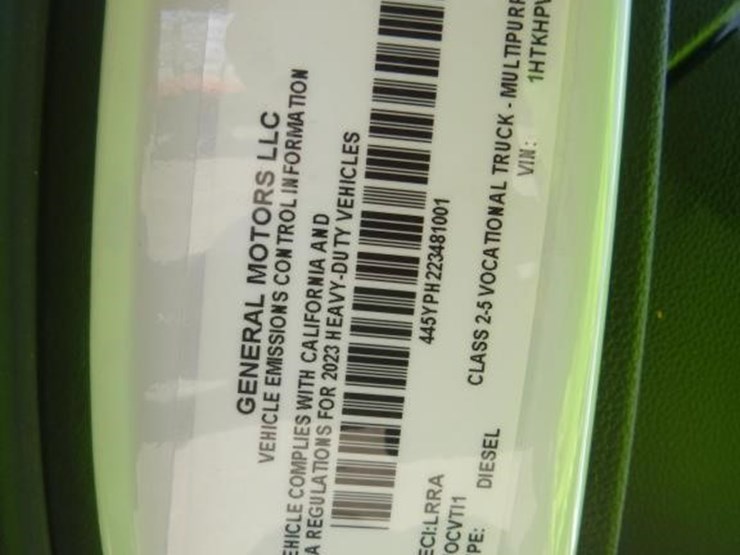 GENERAL MOTORS LLC
VEHICLE EMISSIONS CONTROL INFORMATION
EHICLE COMPLIES WITH CALIFORNIA AND
A REGULATIONS FOR 2023 HEAVY-DUTY VEHICLES
445YPH223481001
ECI:LRRA
OCVTI1
PE: DIESEL CLASS 2-5 VOCATIONAL TRUCK - MULTIPURP
VIN: 1HTKHPV